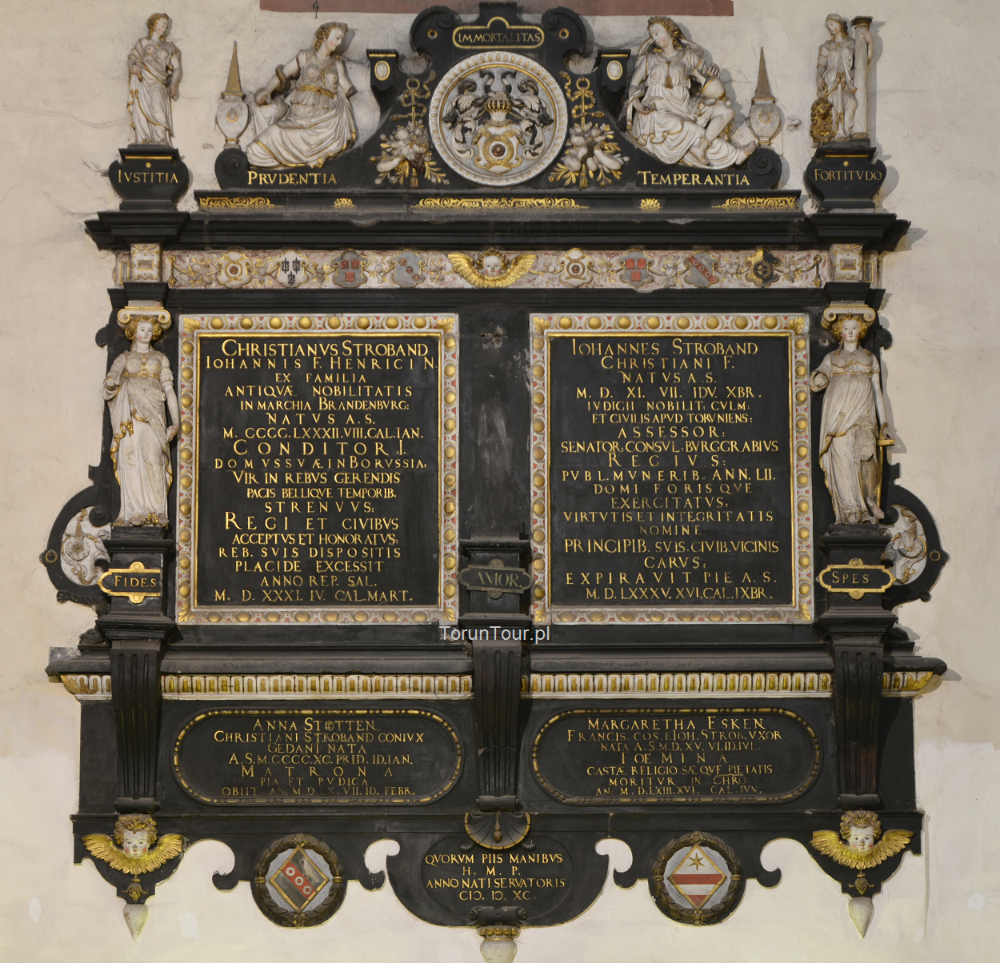 IMMORTALITAS
IVSTITIA
PRVDENTIA
TEMPERANTIA
FORTITVDO
CHRISTIANVS STROBAND
IOHANNIS F. HENRICI N.
EX FAMILIA
ANTIQVÆ NOBILITATIS
IN MARCHIA BRANDENBVRG:
NATVS A.S.
M. CCCC.LXXXII.VIII.CAL.IAN.
CONDITOR I.
DOMVS SVÆ IN BORVSSIA.
VIR IN REBVS GERENDIS
PACIS BELLIQVE TEMPORIB.
STRENVVS:
REGI ET CIVIBVS
ACCEPTVS ET HONORATVS:
REB. SVIS DISPOSITIS
PLACIDE EXCESSIT
ANNO REP. SAL.
M. D. XXXI. IV. CAL.MART.
IOHANNES STROBAND
CHRISTIANI F.
NATVS A.S.
M. D. XI. VII. IDV. XBR.
IVDICII NOBILIT: CVLM:
ET CIVILIS APVD TORVNIENS:
ASSESSOR:
SENATOR: CONSVL: BVRGGRABIVS
REGIVS:
PVBL. MVNERIB. ANN. LII.
DOMI FORISQVE
EXERCITATVS:
VIRTVTIS ET INTEGRITATIS
NOMINE
PRINCIPIB. SVIS. CIVIB. VICINIS
CARVS:
EXPIRAVIT PIE A.S.
M.D.LXXXV. XVI.CAL.IXBR.
FIDES
AMOR
SPES
TorunTour.pl
ANNA STOTTEN
CHRISTIANI STROBAND CONIVX
GEDANI NATA
A.S.M.CCCC.XC.PRID.ID.IAN.
MATRONA
PIA ET PVDICA
OBIIT AN. M.D.LX. VII. ID. FEBR.
MARGARETHA ESKEN
FRANCIS. COS. F. IOH. STROB. VXOR
NATA A.S.M.D.XV. VI. ID. IVL.
FOEMINA
CASTÆ RELIGIOSÆQVE PIETATIS
MORITVR IN CHRO
AN. M.D.LXIII.XVI. CAL. IVN.
QVORVM PIIS MANIBVS
H. M. P.
ANNO NATI SERVATORIS
CIƆ. IƆ. XC.